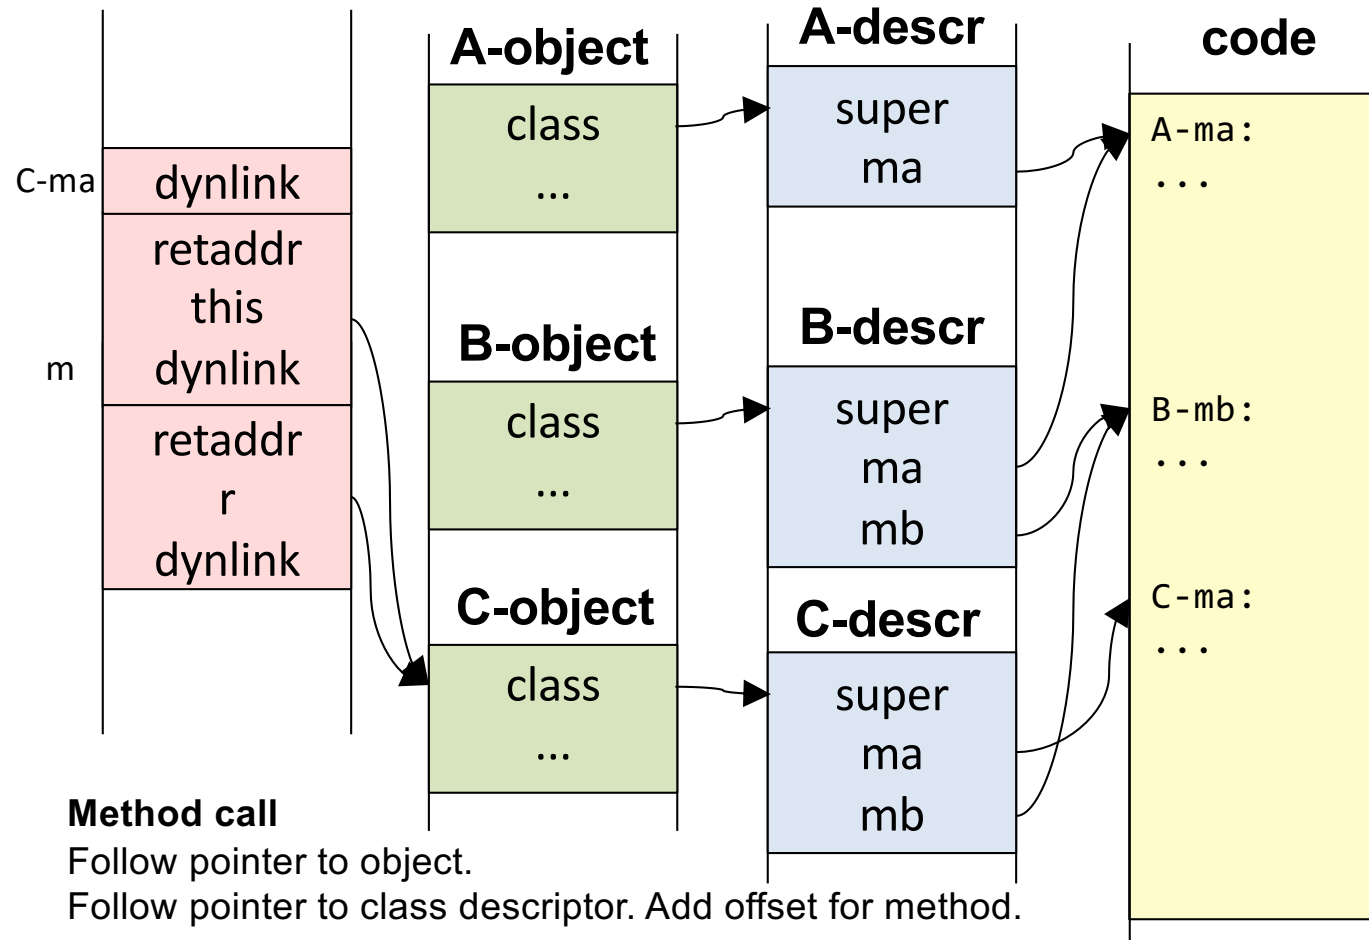 C-ma
dynlink
retaddr
this
m
dynlink
retaddr
r
dynlink
A-object
class
...
B-object
class
...
C-object
class
...
A-descr
super
ma
B-descr
super
ma
mb
C-descr
super
ma
mb
code
A-ma:
...
B-mb:
...
C-ma:
...
Method call
Follow pointer to object.
Follow pointer to class descriptor. Add offset for method.